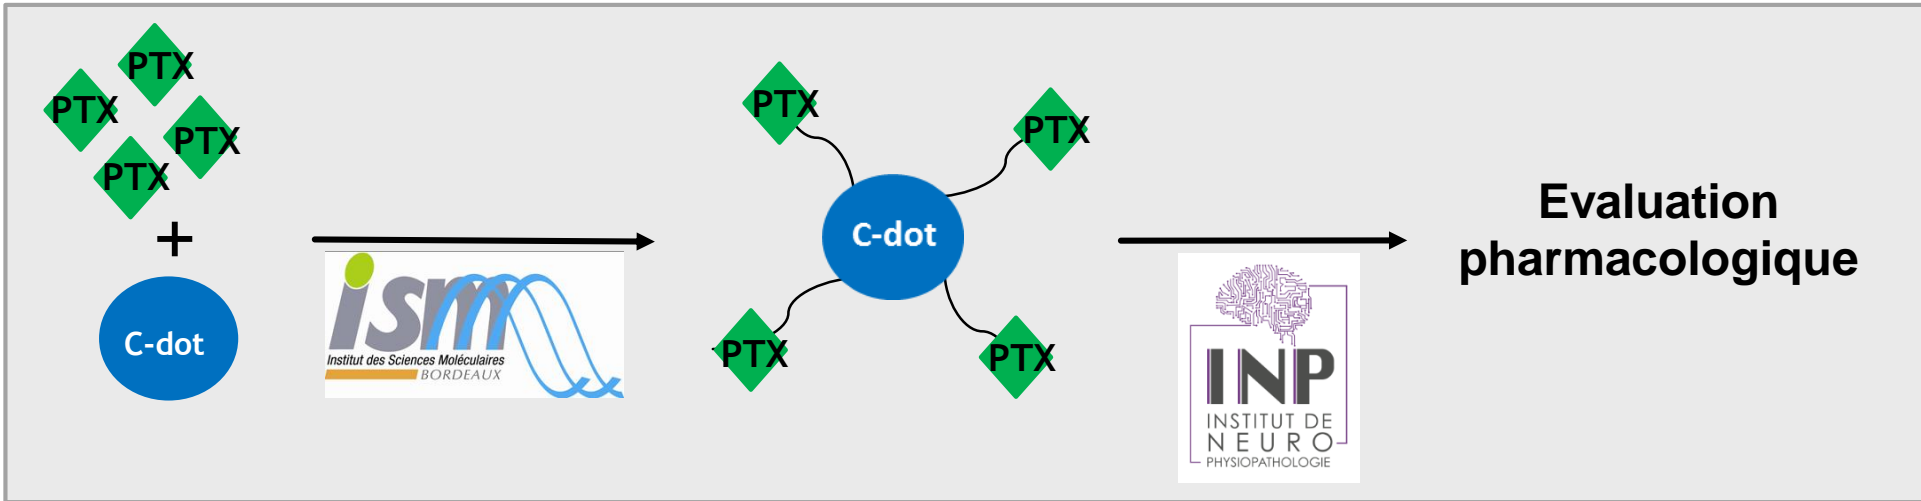 PTX
PTX
PTX
PTX
+
C-dot
ism
Institut des Sciences Moléculaires
BORDEAUX
PTX
PTX
C-dot
PTX
PTX
INP
INSTITUT DE
NEURO
PHYSIOPATHOLOGIE
Evaluation
pharmacologique